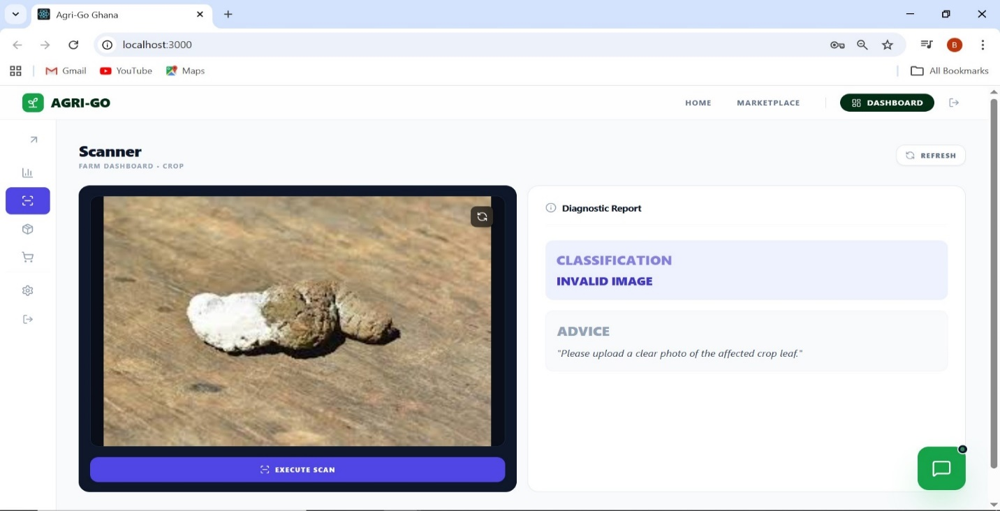 Agri-Go Ghana
localhost:3000
B
Gmail
YouTube
Maps
All Bookmarks
AGRI-GO
HOME
MARKETPLACE
DASHBOARD
Scanner
FARM DASHBOARD • CROP
REFRESH
Diagnostic Report
CLASSIFICATION
INVALID IMAGE
ADVICE
"Please upload a clear photo of the affected crop leaf."
EXECUTE SCAN